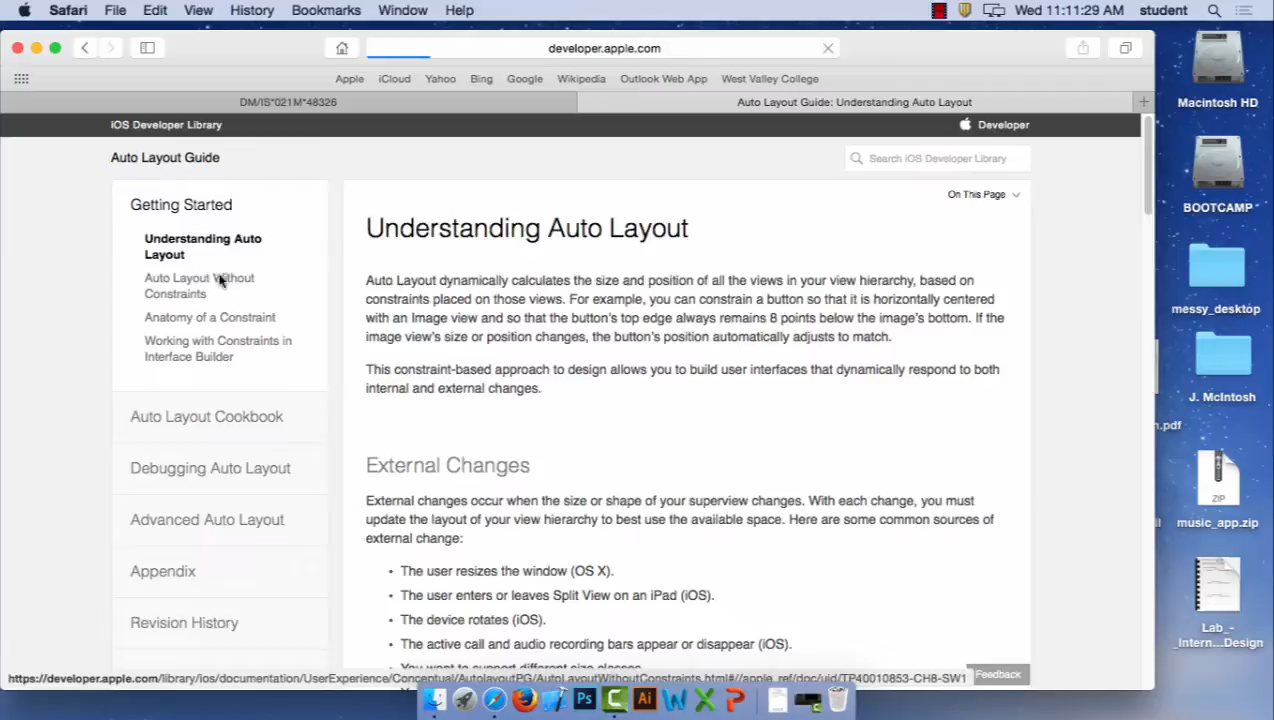 Safari File Edit View History Bookmarks Window Help Wed 11:11:29 AM student
developer.apple.com
Apple iCloud Yahoo Bing Google Wikipedia Outlook Web App West Valley College
DM/IS*021M*48326 Auto Layout Guide: Understanding Auto Layout
iOS Developer Library Developer
Auto Layout Guide Search iOS Developer Library
On This Page
Getting Started
Understanding Auto
Layout
Auto Layout Without
Constraints
Anatomy of a Constraint
Working with Constraints in
Interface Builder
Auto Layout Cookbook
Debugging Auto Layout
Advanced Auto Layout
Appendix
Revision History
Understanding Auto Layout
Auto Layout dynamically calculates the size and position of all the views in your view hierarchy, based on
constraints placed on those views. For example, you can constrain a button so that it is horizontally centered
with an Image view and so that the button's top edge always remains 8 points below the image's bottom. If the
image view's size or position changes, the button's position automatically adjusts to match.
This constraint-based approach to design allows you to build user interfaces that dynamically respond to both
internal and external changes.
External Changes
External changes occur when the size or shape of your superview changes. With each change, you must
update the layout of your view hierarchy to best use the available space. Here are some common sources of
external change:
• The user resizes the window (OS X).
• The user enters or leaves Split View on an iPad (iOS).
• The device rotates (iOS).
• The active call and audio recording bars appear or disappear (iOS).
• You want to support different size classes.
https://developer.apple.com/library/ios/documentation/UserExperience/Conceptual/AutolayoutPG/AutoLayoutWithoutConstraints.html#//apple_ref/doc/uid/TP40010853-CH8-SW1
Feedback
Macintosh HD
BOOTCAMP
messy_desktop
J. McIntosh
n.pdf
ZIP
music_app.zip
Lab_-
_Intern...Design
Ps Ai W X P